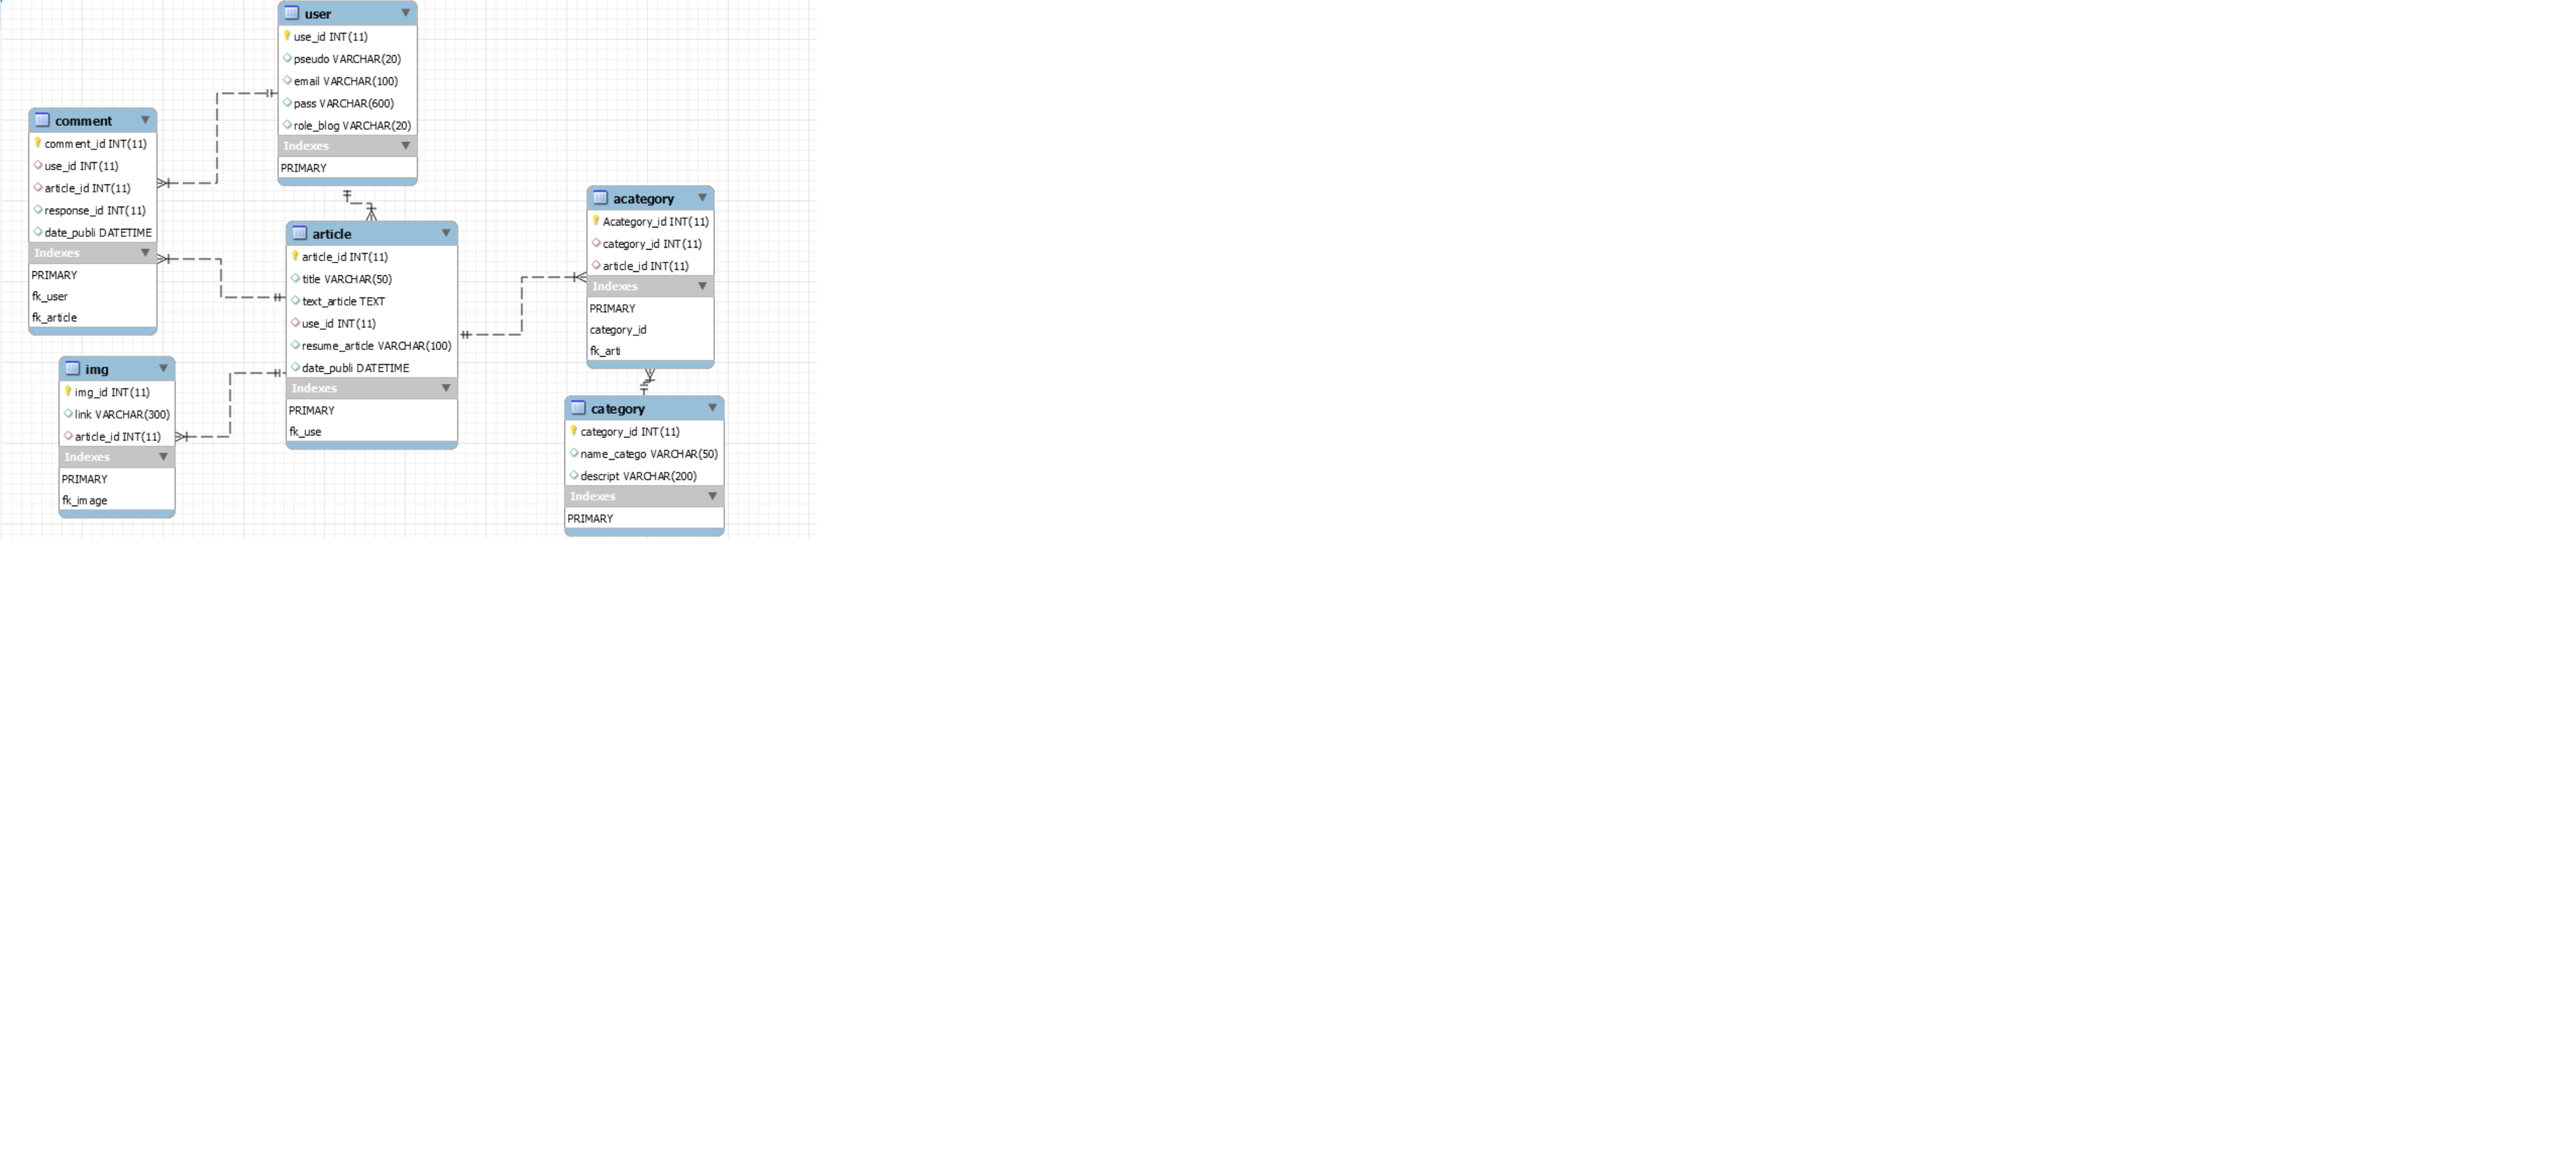 user
use_id INT(11)
pseudo VARCHAR(20)
email VARCHAR(100)
pass VARCHAR(600)
role_blog VARCHAR(20)
Indexes
PRIMARY
comment
comment_id INT(11)
use_id INT(11)
article_id INT(11)
response_id INT(11)
date_publi DATETIME
Indexes
PRIMARY
fk_user
fk_article
article
article_id INT(11)
title VARCHAR(50)
text_article TEXT
use_id INT(11)
resume_article VARCHAR(100)
date_publi DATETIME
Indexes
PRIMARY
fk_use
acategory
Acategory_id INT(11)
category_id INT(11)
article_id INT(11)
Indexes
PRIMARY
category_id
fk_arti
img
img_id INT(11)
link VARCHAR(300)
article_id INT(11)
Indexes
PRIMARY
fk_image
category
category_id INT(11)
name_catego VARCHAR(50)
descript VARCHAR(200)
Indexes
PRIMARY